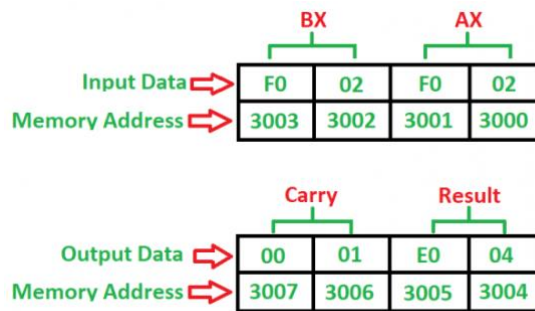 BX AX
Input Data F0 02 F0 02
Memory Address 3003 3002 3001 3000
Carry Result
Output Data 00 01 E0 04
Memory Address 3007 3006 3005 3004